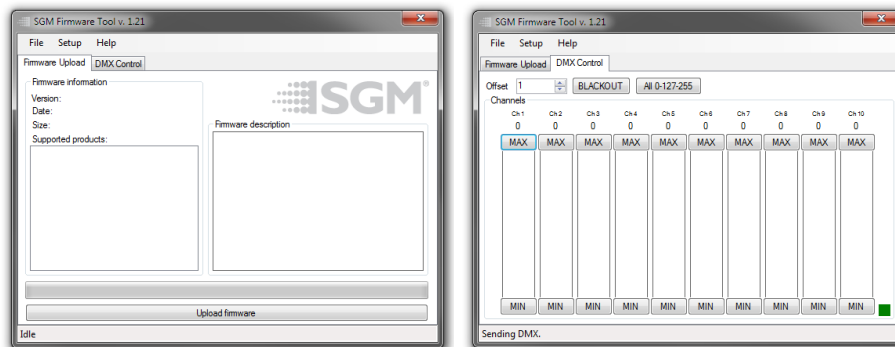 SGM Firmware Tool v. 1.21
File Setup Help
Firmware Upload DMX Control
Firmware information
Version:
Date:
Size:
Supported products:
SGM®
Firmware description
Upload firmware
Idle
SGM Firmware Tool v. 1.21
File Setup Help
Firmware Upload DMX Control
Offset 1 BLACKOUT All 0-127-255
Channels
Ch 1 Ch 2 Ch 3 Ch 4 Ch 5 Ch 6 Ch 7 Ch 8 Ch 9 Ch 10
0 0 0 0 0 0 0 0 0 0
MAX MAX MAX MAX MAX MAX MAX MAX MAX MAX
MIN MIN MIN MIN MIN MIN MIN MIN MIN MIN
Sending DMX.